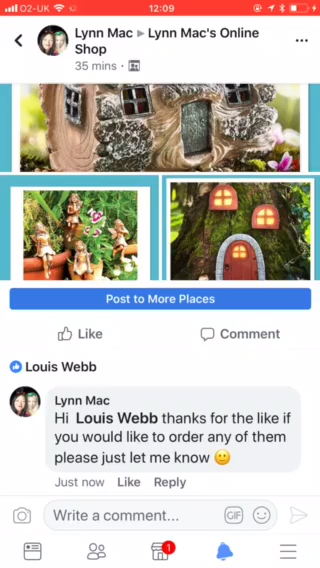 O2-UK 12:09
Lynn Mac ▸ Lynn Mac's Online
Shop
35 mins ·
Post to More Places
Like Comment
Louis Webb
Lynn Mac
Hi Louis Webb thanks for the like if
you would like to order any of them
please just let me know 🙂
Just now Like Reply
Write a comment... GIF
1